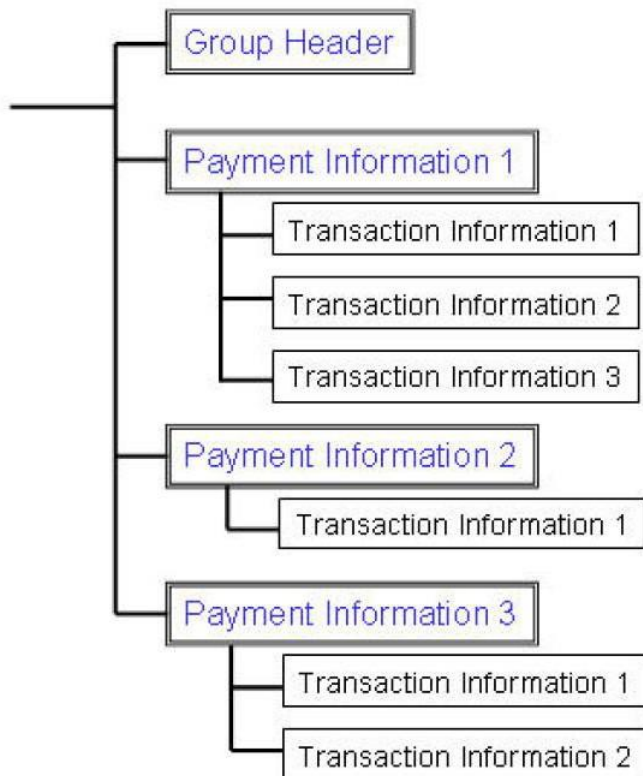 Group Header
Payment Information 1
Transaction Information 1
Transaction Information 2
Transaction Information 3
Payment Information 2
Transaction Information 1
Payment Information 3
Transaction Information 1
Transaction Information 2